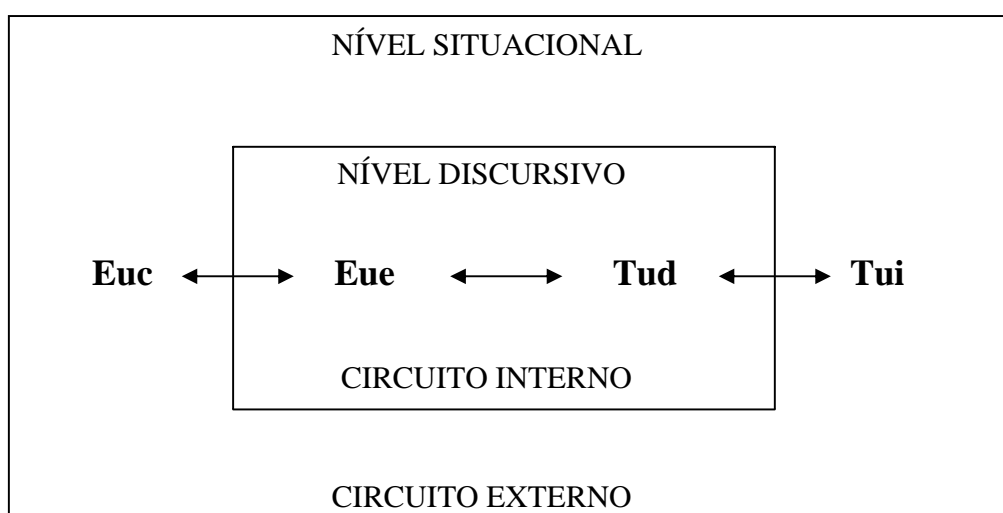 NÍVEL SITUACIONAL
NÍVEL DISCURSIVO
Euc Eue Tud Tui
CIRCUITO INTERNO
CIRCUITO EXTERNO